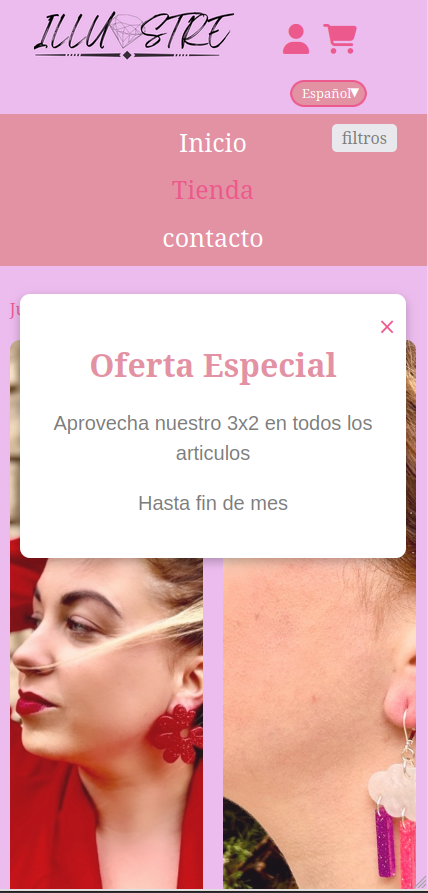 ILLUSTRE
Español
Inicio
filtros
Tienda
contacto
Ju
Oferta Especial
Aprovecha nuestro 3x2 en todos los
articulos
Hasta fin de mes